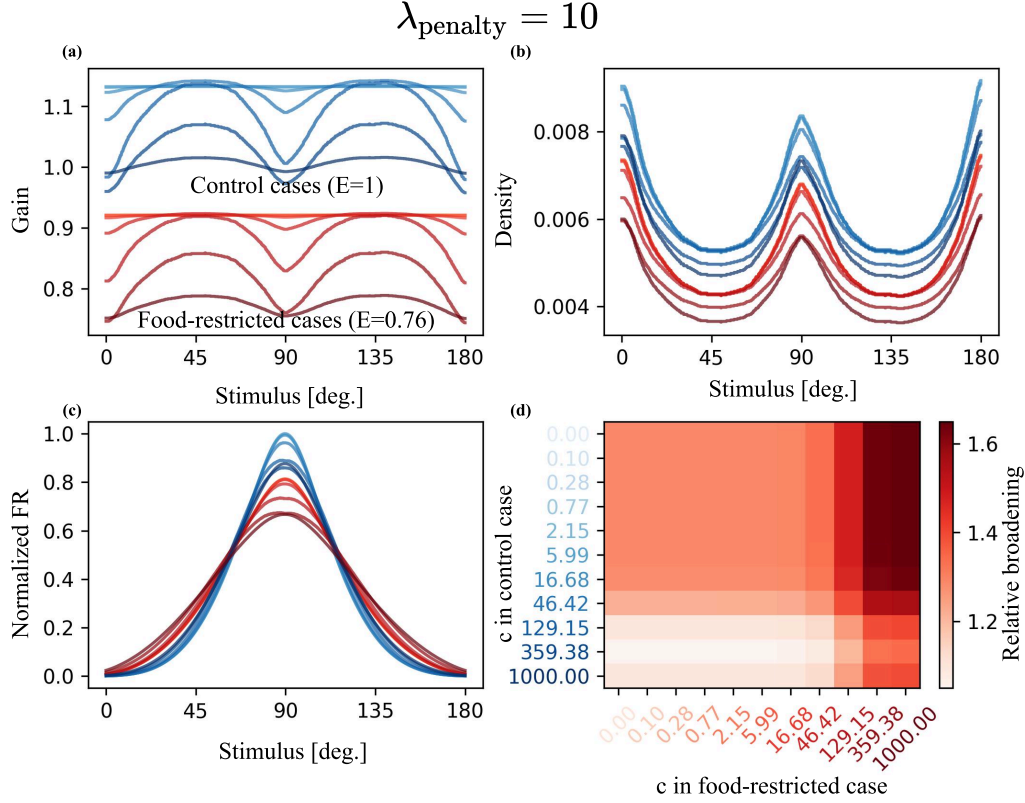 λ_penalty = 10
(a)
Gain
1.1
1.0
0.9
0.8
Control cases (E=1)
Food-restricted cases (E=0.76)
0 45 90 135 180
Stimulus [deg.]
(b)
Density
0.008
0.006
0.004
0 45 90 135 180
Stimulus [deg.]
(c)
Normalized FR
1.0
0.8
0.6
0.4
0.2
0.0
0 45 90 135 180
Stimulus [deg.]
(d)
c in control case
0.00
0.10
0.28
0.77
2.15
5.99
16.68
46.42
129.15
359.38
1000.00
0.00 0.10 0.28 0.77 2.15 5.99 16.68 46.42 129.15 359.38 1000.00
c in food-restricted case
1.6
1.4
1.2
Relative broadening